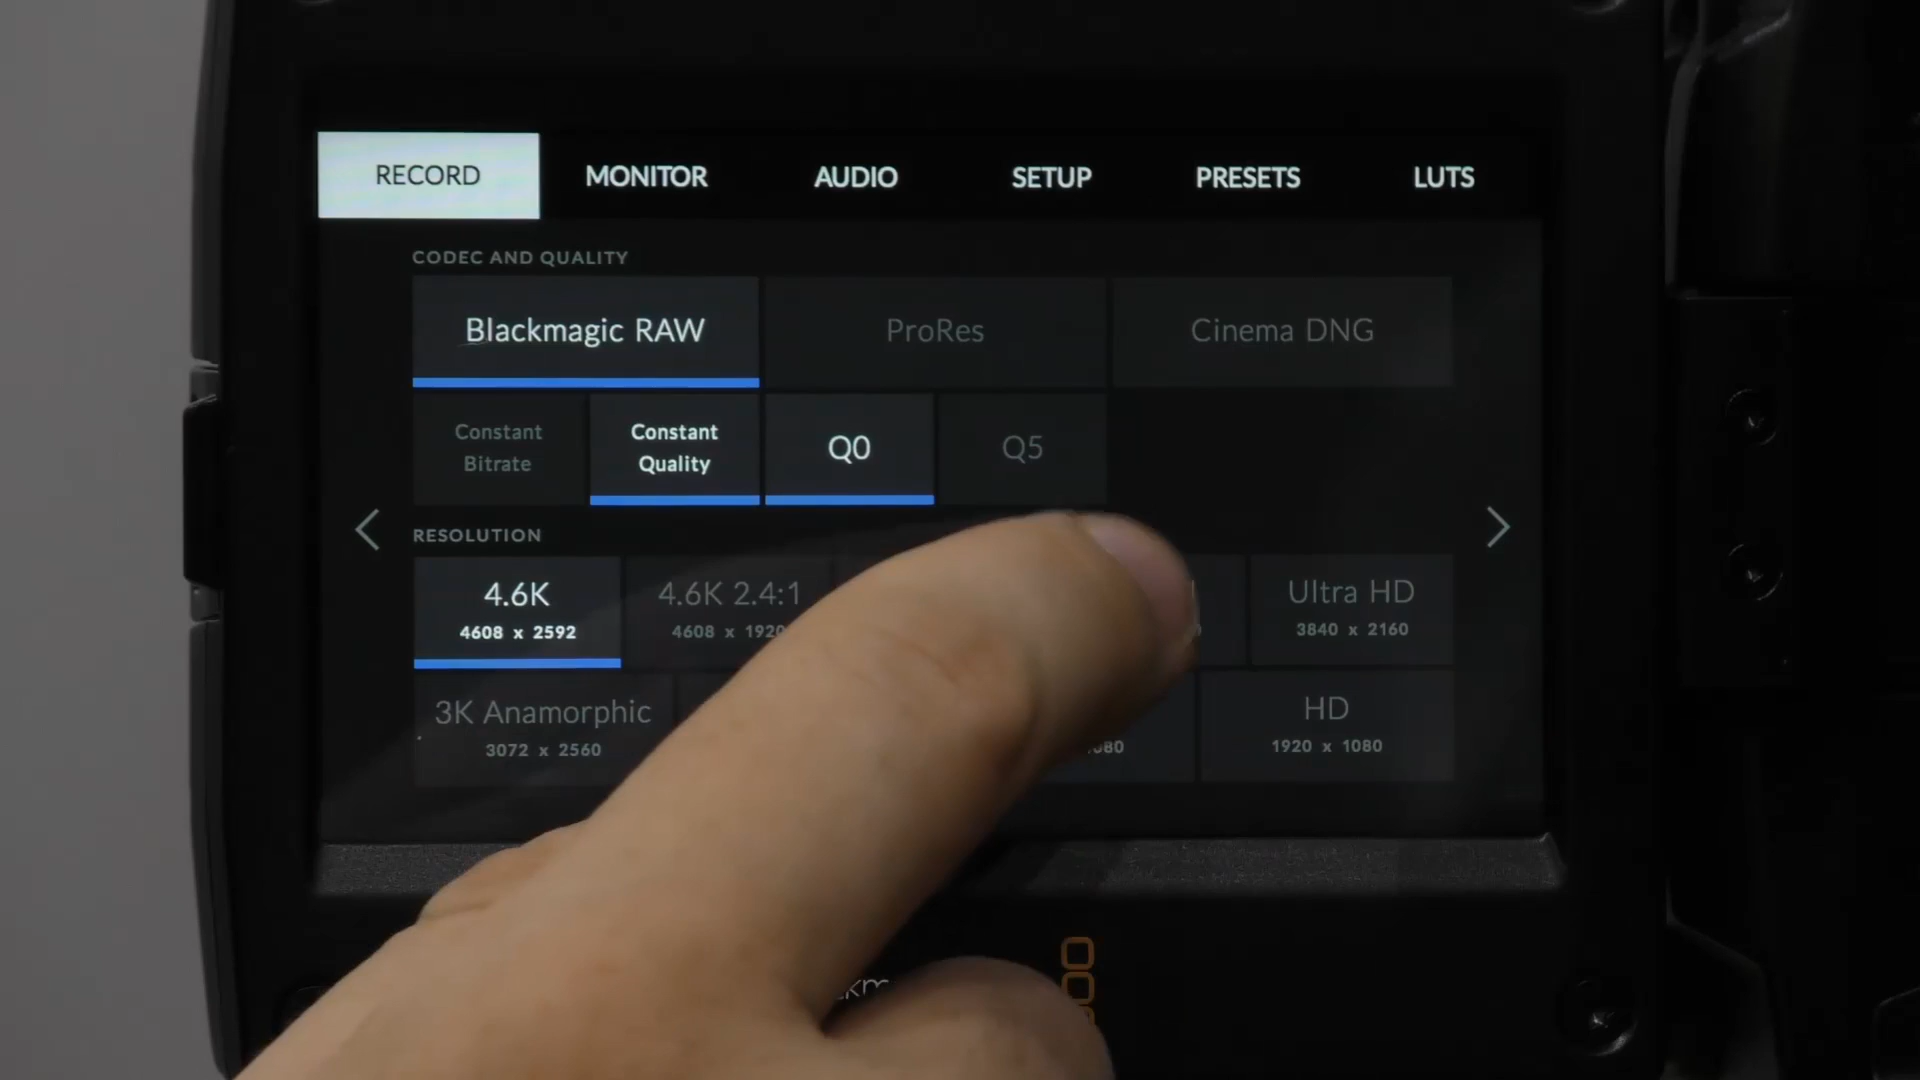 RECORD MONITOR AUDIO SETUP PRESETS LUTS
CODEC AND QUALITY
Blackmagic RAW ProRes Cinema DNG
Constant Bitrate Constant Quality Q0 Q5
RESOLUTION
4.6K 4.6K 2.4:1 Ultra HD
4608 x 2592 4608 x 1920 3840 x 2160
3K Anamorphic HD
3072 x 2560 1920 x 1080